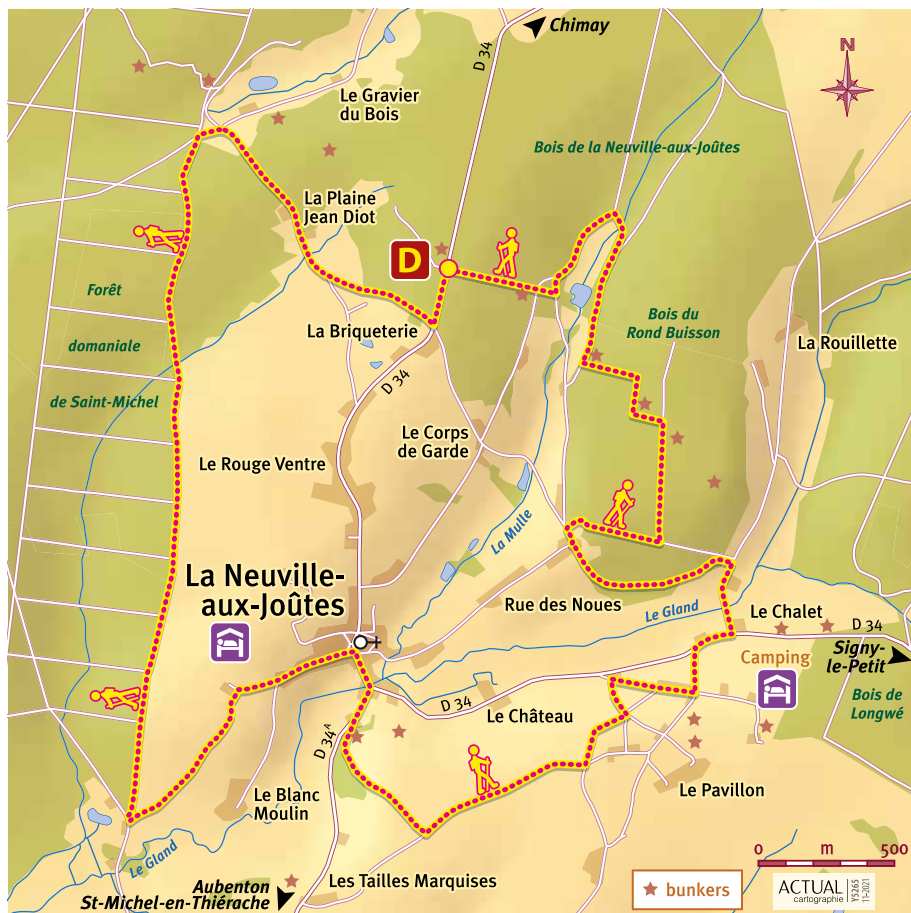 Chimay
D 34
N
Le Gravier
du Bois
Bois de la Neuville-aux-Joûtes
La Plaine
Jean Diot
D
Forêt
domaniale
de Saint-Michel
Bois du
Rond Buisson
La Briqueterie
La Rouillette
D 34
Le Corps
de Garde
Le Rouge Ventre
La Mulle
La Neuville-
aux-Joûtes
Rue des Noues
Le Gland
Le Chalet
D 34
Signy-
le-Petit
Camping
Bois de
Longwé
D 34
Le Château
D 34A
Le Pavillon
Le Blanc
Moulin
Le Gland
0 m 500
Les Tailles Marquises
Aubenton
St-Michel-en-Thiérache
bunkers
ACTUAL
cartographie
Y5265
11-2021